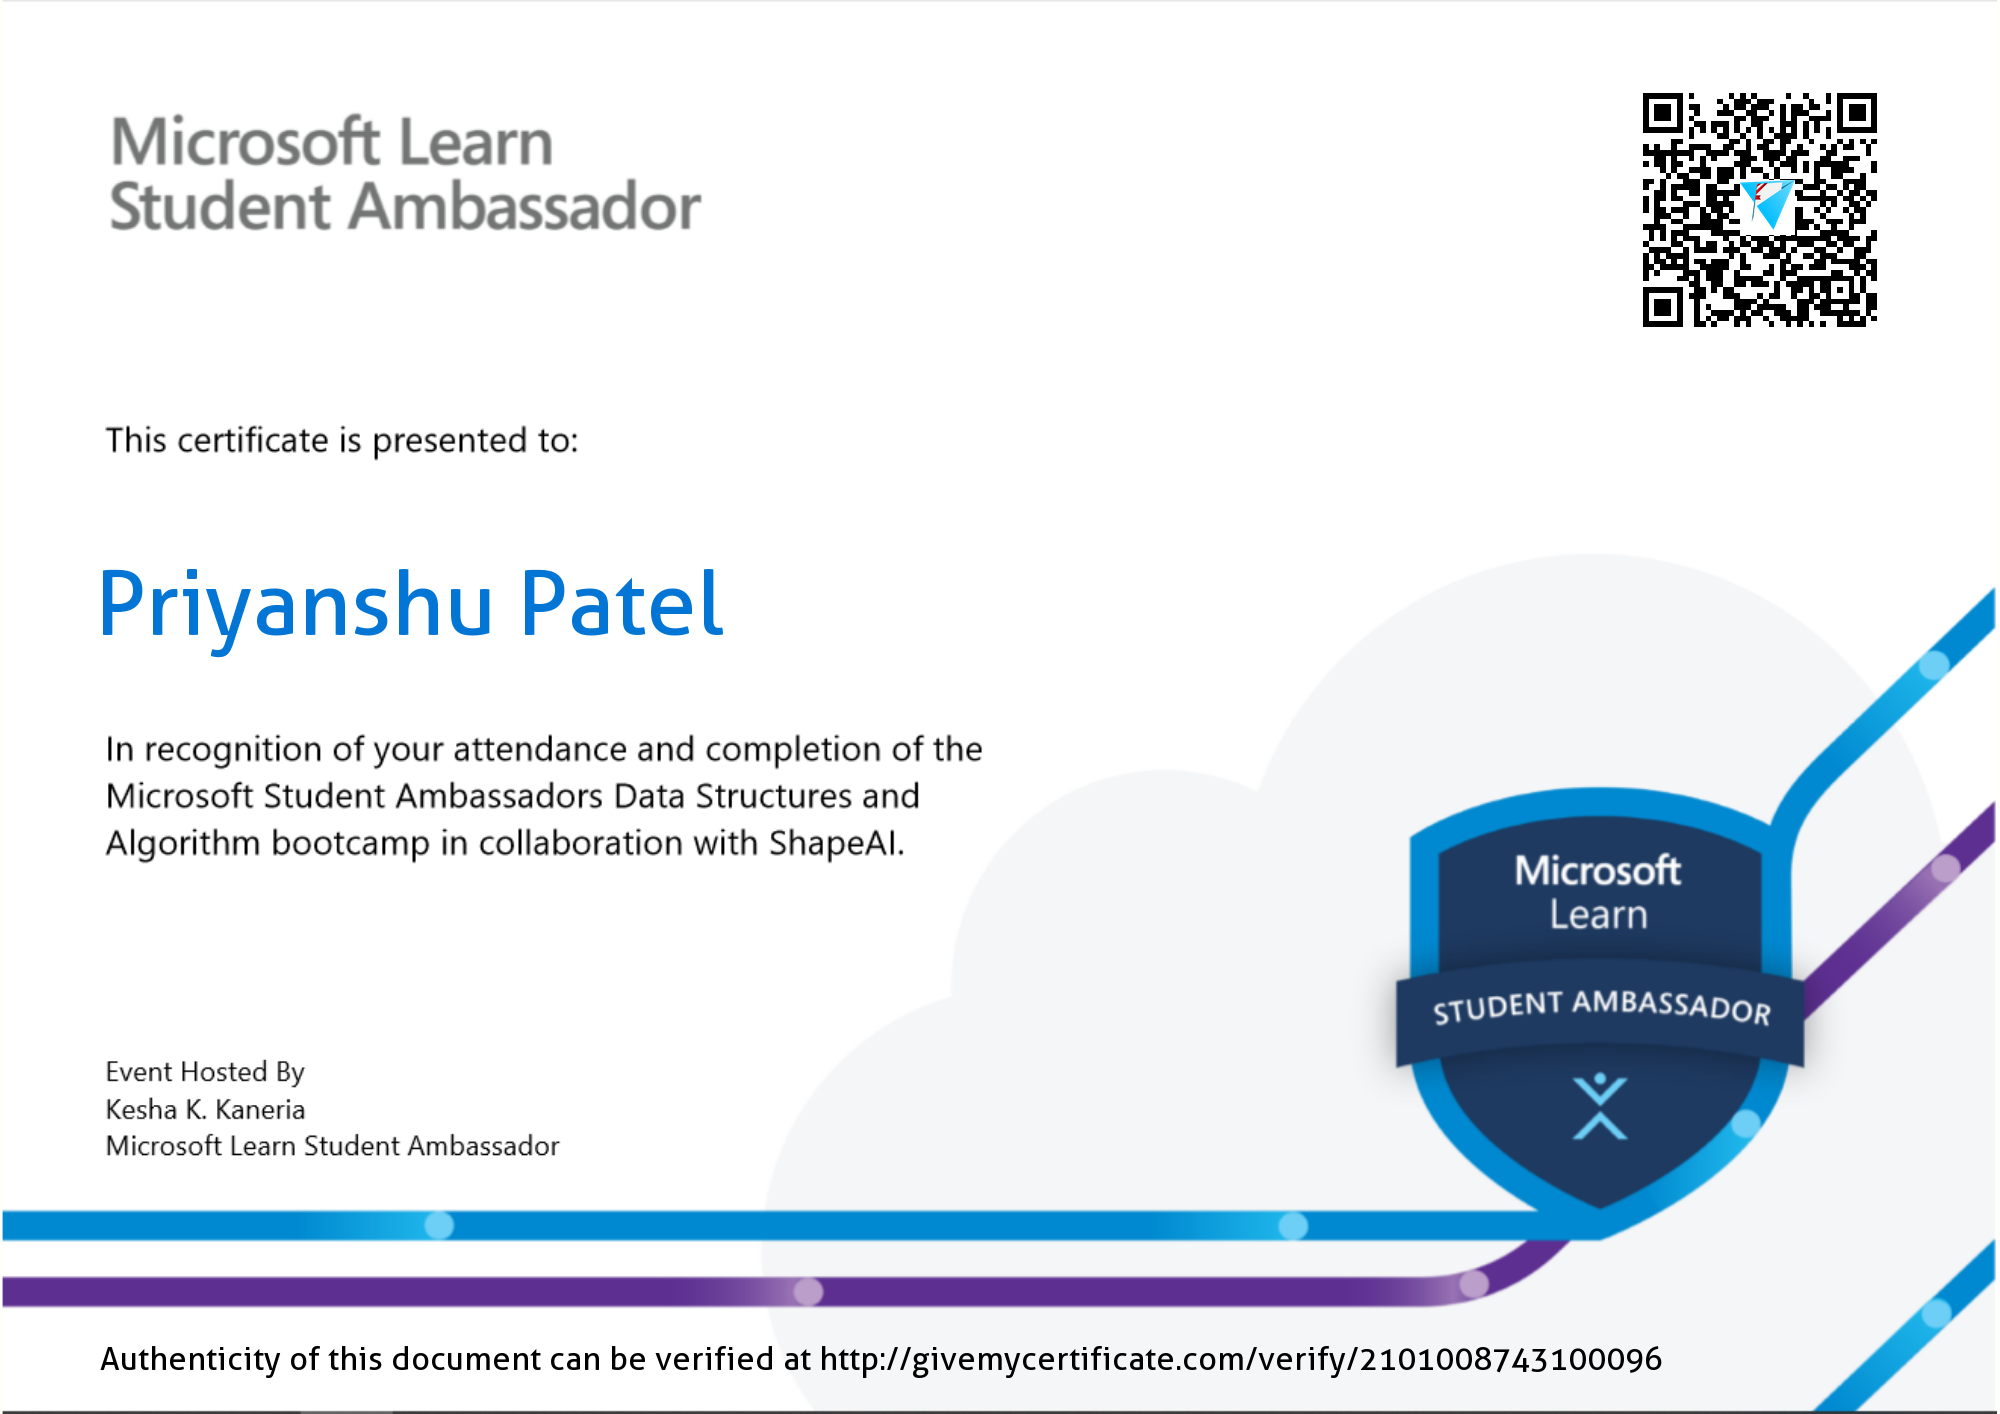 Microsoft Learn
Student Ambassador
This certificate is presented to:
Priyanshu Patel
In recognition of your attendance and completion of the
Microsoft Student Ambassadors Data Structures and
Algorithm bootcamp in collaboration with ShapeAI.
Microsoft
Learn
STUDENT AMBASSADOR
Event Hosted By
Kesha K. Kaneria
Microsoft Learn Student Ambassador
Authenticity of this document can be verified at http://givemycertificate.com/verify/2101008743100096